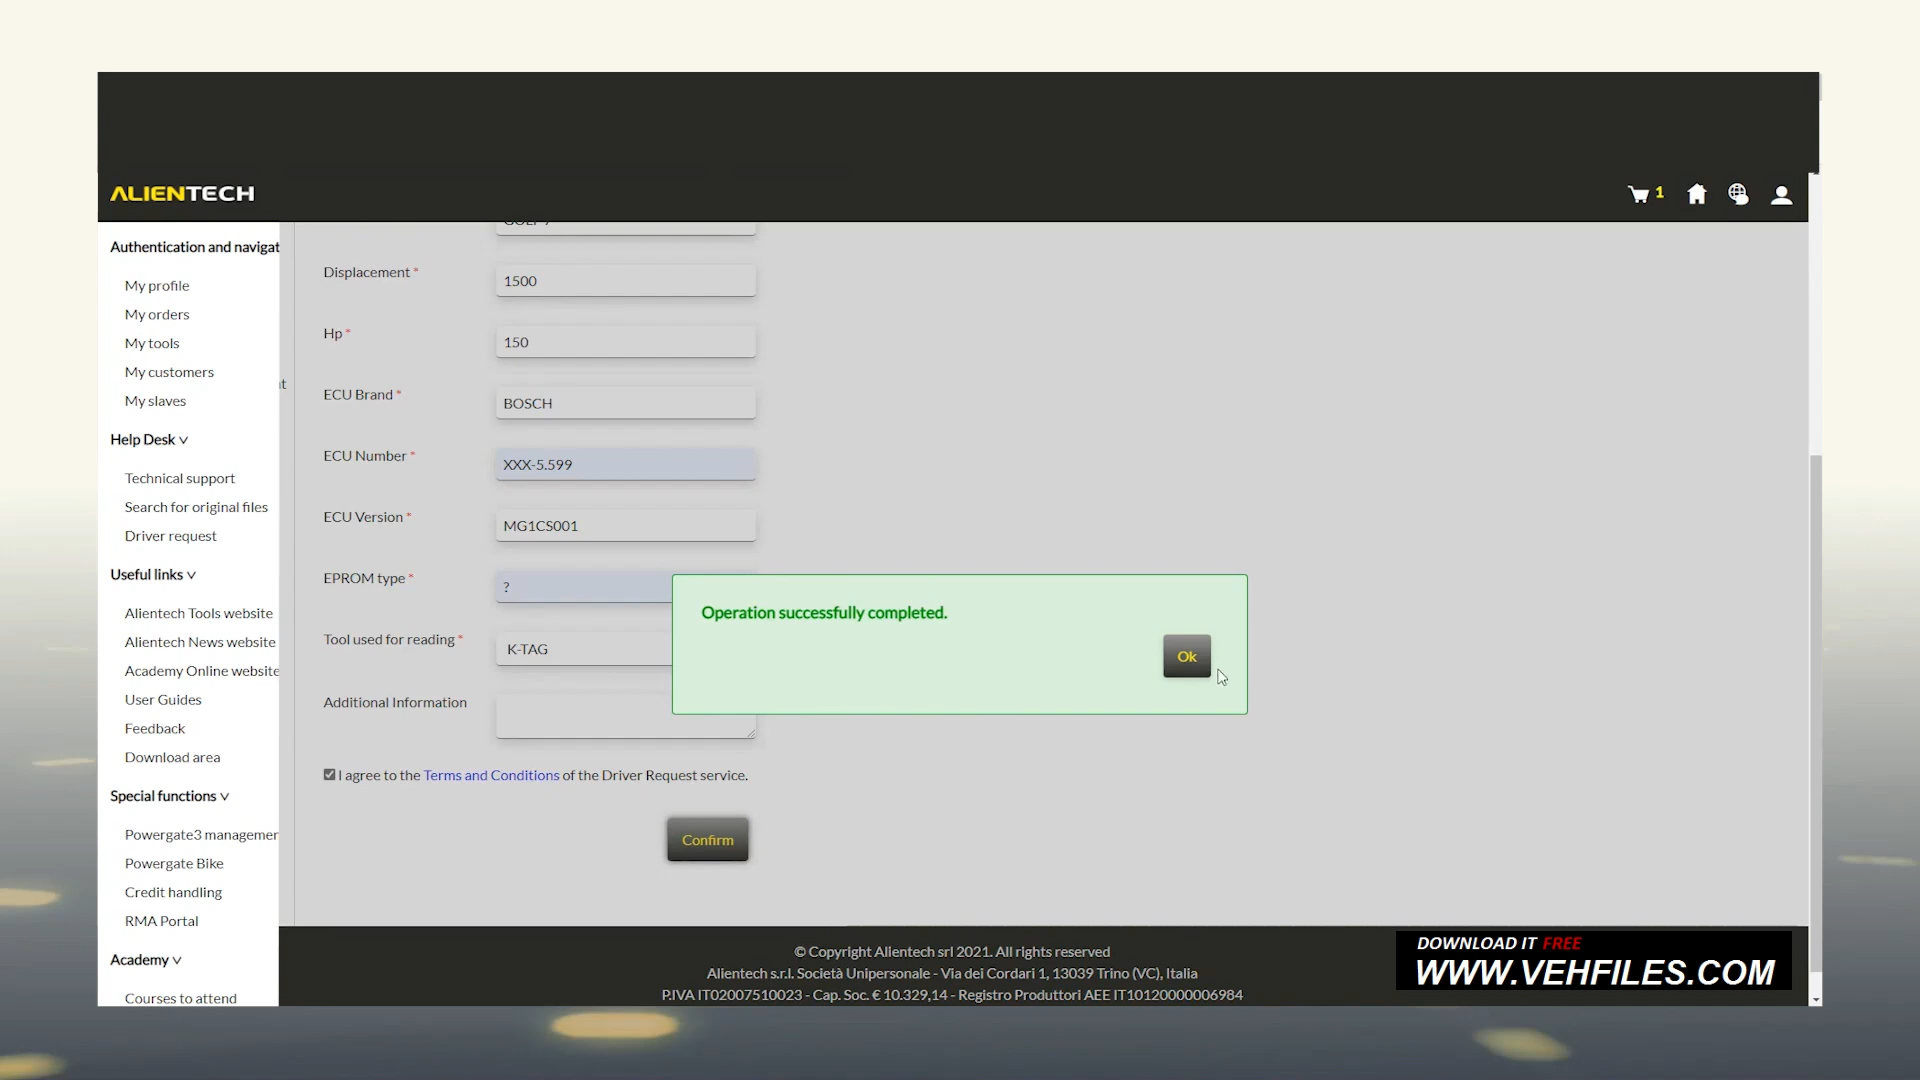 ALIENTECH
1
Authentication and navigat
My profile
My orders
My tools
My customers
My slaves
Help Desk
Technical support
Search for original files
Driver request
Useful links
Alientech Tools website
Alientech News website
Academy Online website
User Guides
Feedback
Download area
Special functions
Powergate3 managemen
Powergate Bike
Credit handling
RMA Portal
Academy
Courses to attend
Displacement *
1500
Hp *
150
ECU Brand *
BOSCH
ECU Number *
XXX-5.599
ECU Version *
MG1CS001
EPROM type *
?
Tool used for reading *
K-TAG
Additional Information
I agree to the Terms and Conditions of the Driver Request service.
Confirm
Operation successfully completed.
Ok
© Copyright Alientech srl 2021. All rights reserved
Alientech s.r.l. Società Unipersonale - Via dei Cordari 1, 13039 Trino (VC), Italia
P.IVA IT02007510023 - Cap. Soc. € 10.329,14 - Registro Produttori AEE IT10120000006984
DOWNLOAD IT FREE
WWW.VEHFILES.COM